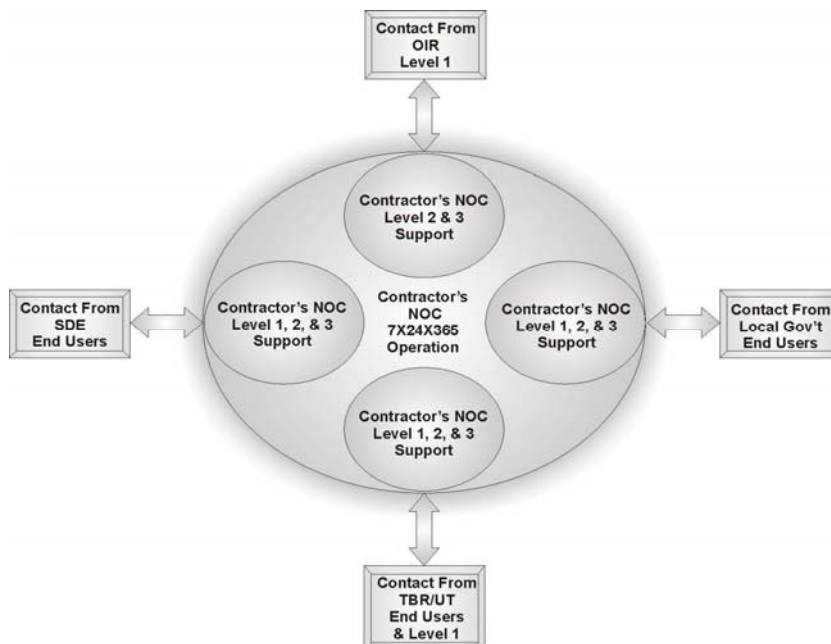 Contact From
OIR
Level 1
Contractor's NOC
Level 2 & 3
Support
Contact From
SDE
End Users
Contractor's NOC
Level 1, 2, & 3
Support
Contractor's
NOC
7X24X365
Operation
Contractor's NOC
Level 1, 2, & 3
Support
Contact From
Local Gov't
End Users
Contractor's NOC
Level 1, 2, & 3
Support
Contact From
TBR/UT
End Users
& Level 1